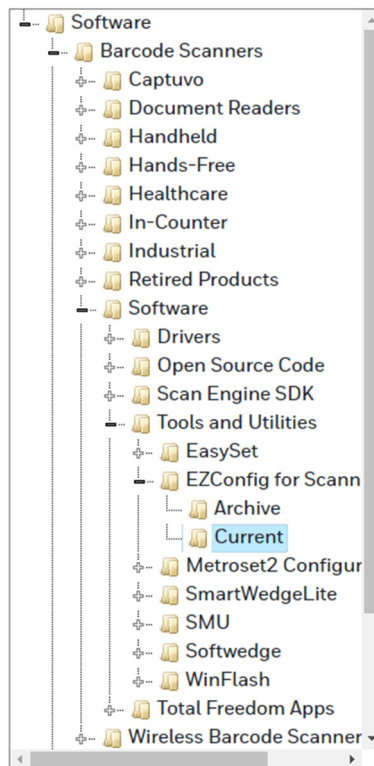 Software
Barcode Scanners
Captuvo
Document Readers
Handheld
Hands-Free
Healthcare
In-Counter
Industrial
Retired Products
Software
Drivers
Open Source Code
Scan Engine SDK
Tools and Utilities
EasySet
EZConfig for Scann
Archive
Current
Metroset2 Configur
SmartWedgeLite
SMU
Softwedge
WinFlash
Total Freedom Apps
Wireless Barcode Scanner